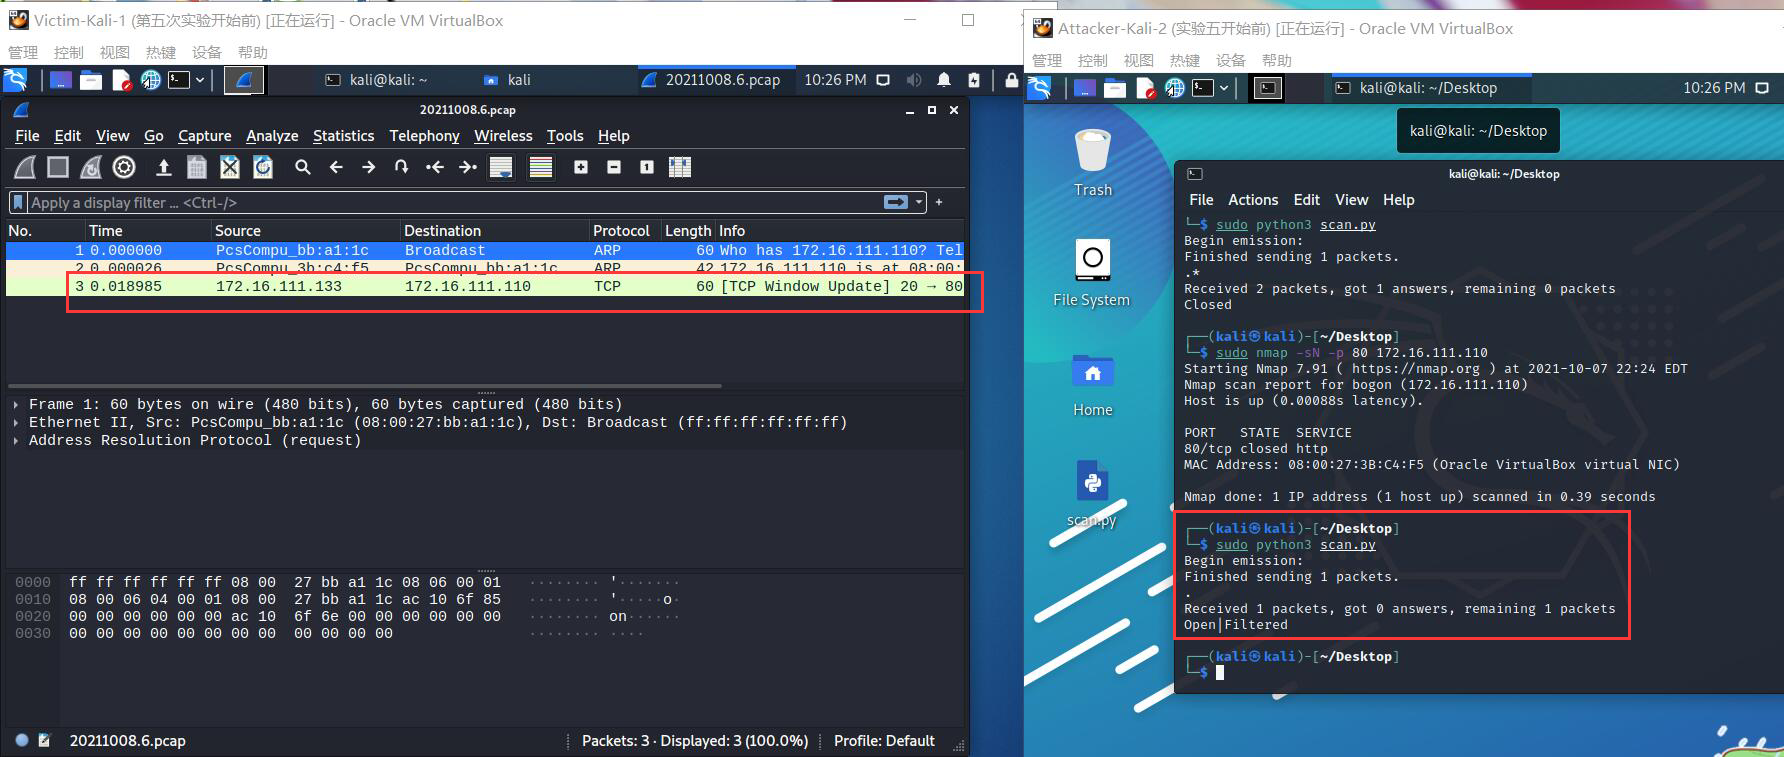 Victim-Kali-1 (第五次实验开始前) [正在运行] - Oracle VM VirtualBox
管理 控制 视图 热键 设备 帮助
kali@kali: ~ kali 20211008.6.pcap 10:26 PM
20211008.6.pcap
File Edit View Go Capture Analyze Statistics Telephony Wireless Tools Help
Apply a display filter ... <Ctrl-/>
No. Time Source Destination Protocol Length Info
1 0.000000 PcsCompu_bb:a1:1c Broadcast ARP 60 Who has 172.16.111.110? Tel
2 0.000026 PcsCompu_3b:c4:f5 PcsCompu_bb:a1:1c ARP 42 172.16.111.110 is at 08:00:
3 0.018985 172.16.111.133 172.16.111.110 TCP 60 [TCP Window Update] 20 → 80
Frame 1: 60 bytes on wire (480 bits), 60 bytes captured (480 bits)
Ethernet II, Src: PcsCompu_bb:a1:1c (08:00:27:bb:a1:1c), Dst: Broadcast (ff:ff:ff:ff:ff:ff)
Address Resolution Protocol (request)
0000 ff ff ff ff ff ff 08 00 27 bb a1 1c 08 06 00 01 ········ '·······
0010 08 00 06 04 00 01 08 00 27 bb a1 1c ac 10 6f 85 ········ '·····o·
0020 00 00 00 00 00 00 ac 10 6f 6e 00 00 00 00 00 00 ········ on······
0030 00 00 00 00 00 00 00 00 00 00 00 00 ········ ····
20211008.6.pcap Packets: 3 · Displayed: 3 (100.0%) Profile: Default
Attacker-Kali-2 (实验五开始前) [正在运行] - Oracle VM VirtualBox
管理 控制 视图 热键 设备 帮助
kali@kali: ~/Desktop 10:26 PM
kali@kali: ~/Desktop
Trash
File System
Home
scan.py
kali@kali: ~/Desktop
File Actions Edit View Help
└─$ sudo python3 scan.py
Begin emission:
Finished sending 1 packets.
.*
Received 2 packets, got 1 answers, remaining 0 packets
Closed
┌──(kali㉿kali)-[~/Desktop]
└─$ sudo nmap -sN -p 80 172.16.111.110
Starting Nmap 7.91 ( https://nmap.org ) at 2021-10-07 22:24 EDT
Nmap scan report for bogon (172.16.111.110)
Host is up (0.00088s latency).
PORT STATE SERVICE
80/tcp closed http
MAC Address: 08:00:27:3B:C4:F5 (Oracle VirtualBox virtual NIC)
Nmap done: 1 IP address (1 host up) scanned in 0.39 seconds
┌──(kali㉿kali)-[~/Desktop]
└─$ sudo python3 scan.py
Begin emission:
Finished sending 1 packets.
.
Received 1 packets, got 0 answers, remaining 1 packets
Open|Filtered
┌──(kali㉿kali)-[~/Desktop]
└─$